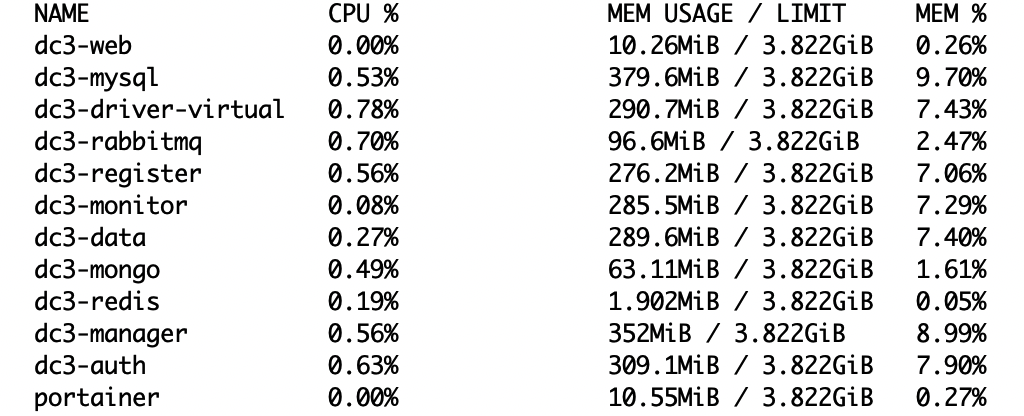 NAME CPU % MEM USAGE / LIMIT MEM %
dc3-web 0.00% 10.26MiB / 3.822GiB 0.26%
dc3-mysql 0.53% 379.6MiB / 3.822GiB 9.70%
dc3-driver-virtual 0.78% 290.7MiB / 3.822GiB 7.43%
dc3-rabbitmq 0.70% 96.6MiB / 3.822GiB 2.47%
dc3-register 0.56% 276.2MiB / 3.822GiB 7.06%
dc3-monitor 0.08% 285.5MiB / 3.822GiB 7.29%
dc3-data 0.27% 289.6MiB / 3.822GiB 7.40%
dc3-mongo 0.49% 63.11MiB / 3.822GiB 1.61%
dc3-redis 0.19% 1.902MiB / 3.822GiB 0.05%
dc3-manager 0.56% 352MiB / 3.822GiB 8.99%
dc3-auth 0.63% 309.1MiB / 3.822GiB 7.90%
portainer 0.00% 10.55MiB / 3.822GiB 0.27%